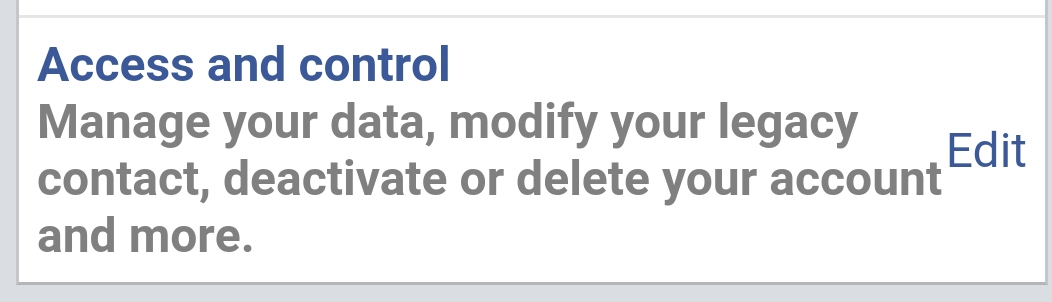 Access and control
Manage your data, modify your legacy
contact, deactivate or delete your account
and more.
Edit